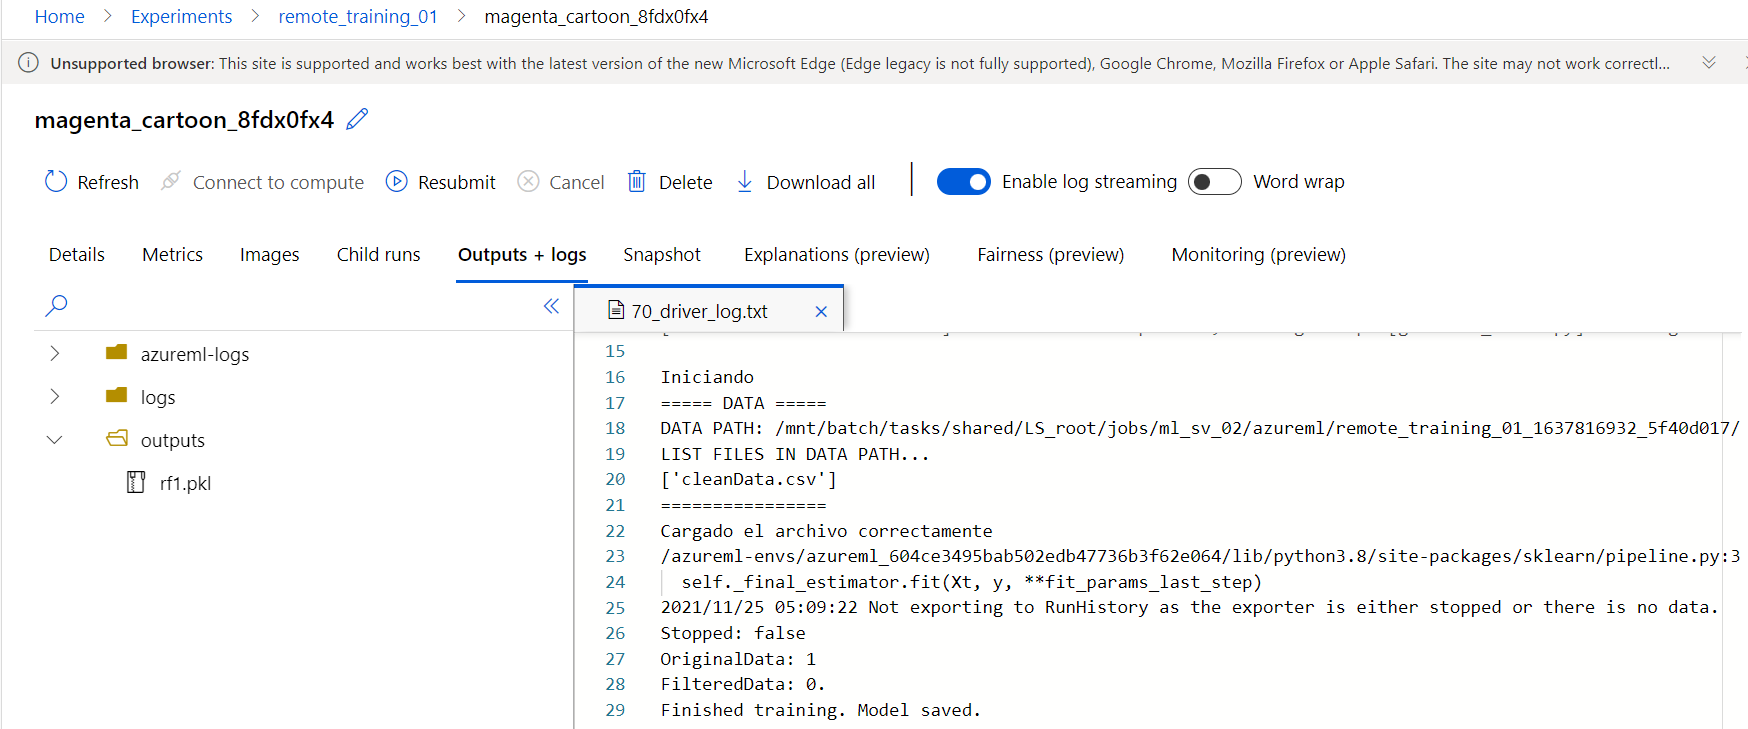 Home > Experiments > remote_training_01 > magenta_cartoon_8fdx0fx4
Unsupported browser: This site is supported and works best with the latest version of the new Microsoft Edge (Edge legacy is not fully supported), Google Chrome, Mozilla Firefox or Apple Safari. The site may not work correctl...
magenta_cartoon_8fdx0fx4
Refresh Connect to compute Resubmit Cancel Delete Download all Enable log streaming Word wrap
Details Metrics Images Child runs Outputs + logs Snapshot Explanations (preview) Fairness (preview) Monitoring (preview)
azureml-logs
logs
outputs
rf1.pkl
70_driver_log.txt
15
16 Iniciando
17 ===== DATA =====
18 DATA PATH: /mnt/batch/tasks/shared/LS_root/jobs/ml_sv_02/azureml/remote_training_01_1637816932_5f40d017/
19 LIST FILES IN DATA PATH...
20 ['cleanData.csv']
21 ================
22 Cargado el archivo correctamente
23 /azureml-envs/azureml_604ce3495bab502edb47736b3f62e064/lib/python3.8/site-packages/sklearn/pipeline.py:3
24 self._final_estimator.fit(Xt, y, **fit_params_last_step)
25 2021/11/25 05:09:22 Not exporting to RunHistory as the exporter is either stopped or there is no data.
26 Stopped: false
27 OriginalData: 1
28 FilteredData: 0.
29 Finished training. Model saved.